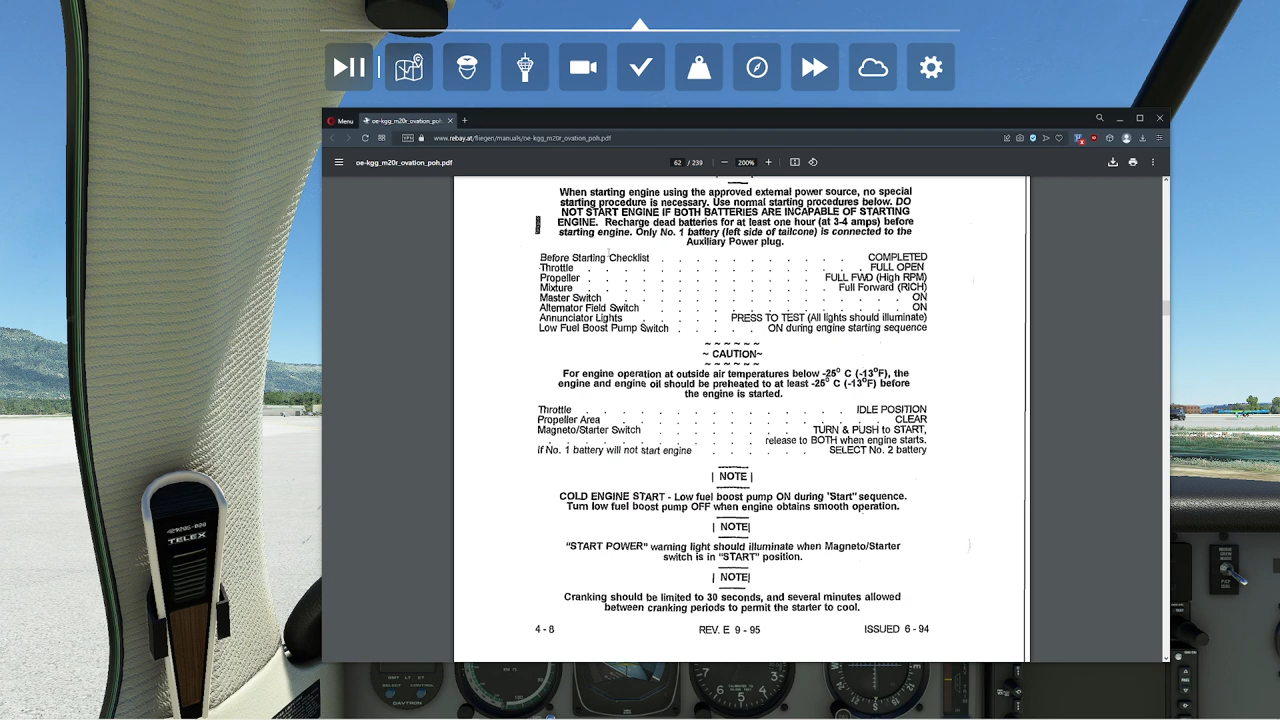 Menu
oe-kgg_m20r_ovation_poh.
VPN
www.rebay.at/fliegen/manuals/oe-kgg_m20r_ovation_poh.pdf
oe-kgg_m20r_ovation_poh.pdf
62 / 239
200%
When starting engine using the approved external power source, no special
starting procedure is necessary. Use normal starting procedures below. DO
NOT START ENGINE IF BOTH BATTERIES ARE INCAPABLE OF STARTING
ENGINE. Recharge dead batteries for at least one hour (at 3-4 amps) before
starting engine. Only No. 1 battery (left side of tailcone) is connected to the
Auxiliary Power plug.
Before Starting Checklist . . . . . . . . . . . COMPLETED
Throttle . . . . . . . . . . . . . FULL OPEN
Propeller . . . . . . . . . . . FULL FWD (High RPM)
Mixture . . . . . . . . . . . . Full Forward (RICH)
Master Switch . . . . . . . . . . . . . . ON
Alternator Field Switch . . . . . . . . . . . . ON
Annunciator Lights . . . . PRESS TO TEST (All lights should illuminate)
Low Fuel Boost Pump Switch . . . . . ON during engine starting sequence
~ ~ ~ ~ ~ ~
~ CAUTION~
~ ~ ~ ~ ~ ~
For engine operation at outside air temperatures below -25° C (-13°F), the
engine and engine oil should be preheated to at least -25° C (-13°F) before
the engine is started.
Throttle . . . . . . . . . . . . IDLE POSITION
Propeller Area . . . . . . . . . . . . . CLEAR
Magneto/Starter Switch . . . . . . . . TURN & PUSH to START,
. . . . . . . . . release to BOTH when engine starts.
If No. 1 battery will not start engine . . . . . . SELECT No. 2 battery
| NOTE |
COLD ENGINE START - Low fuel boost pump ON during 'Start" sequence.
Turn low fuel boost pump OFF when engine obtains smooth operation.
| NOTE|
"START POWER" warning light should illuminate when Magneto/Starter
switch is in "START" position.
| NOTE|
Cranking should be limited to 30 seconds, and several minutes allowed
between cranking periods to permit the starter to cool.
4 - 8 REV. E 9 - 95 ISSUED 6 - 94
TELEX
SELECT CONTROL
DAVTRON